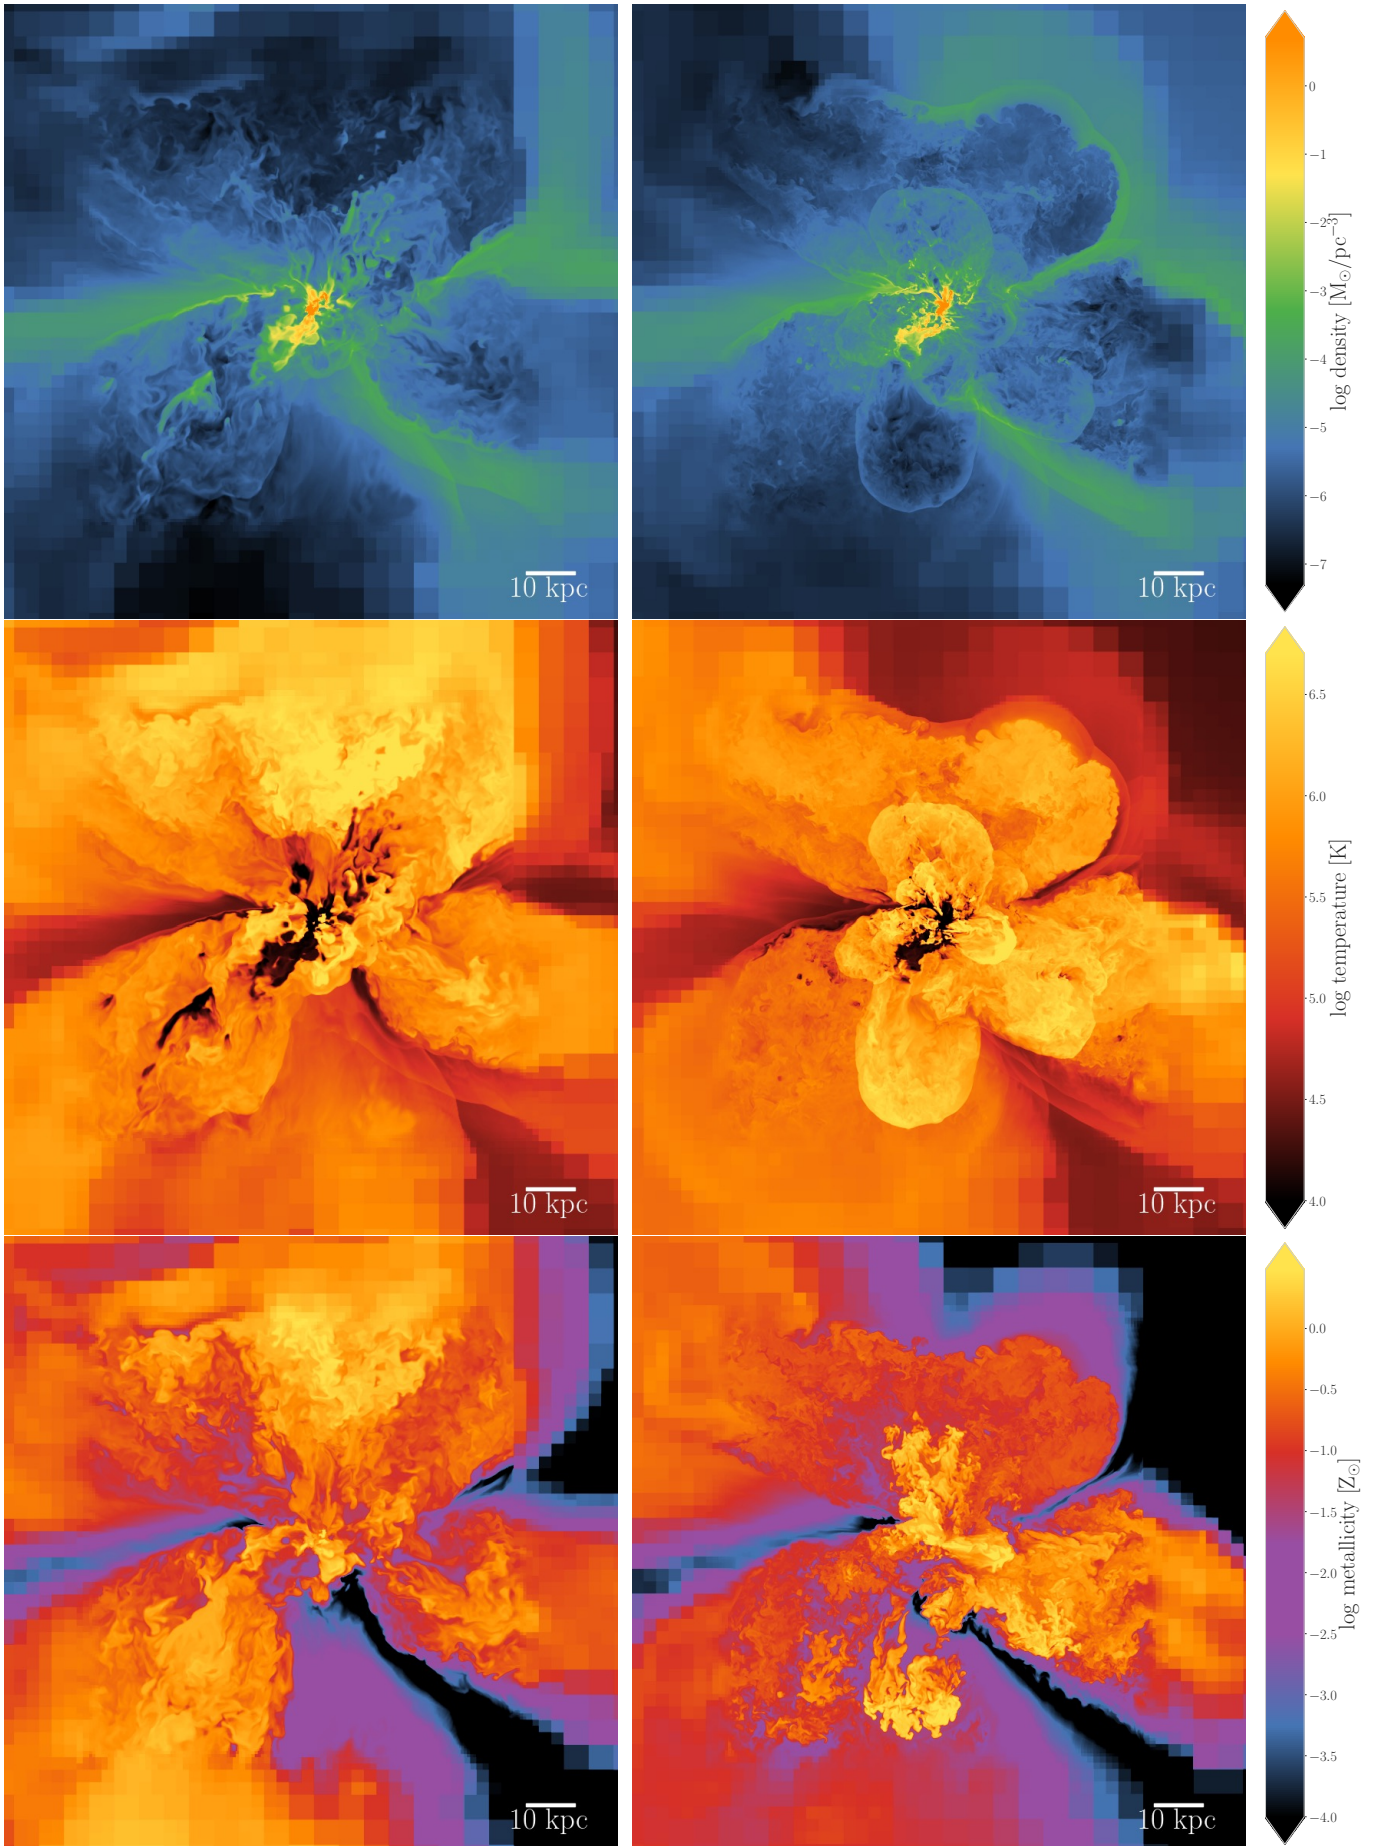 10 kpc
10 kpc
0
−1
−2
−3
−4
−5
−6
−7
log density [M⊙/pc−3]
10 kpc
10 kpc
6.5
6.0
5.5
5.0
4.5
4.0
log temperature [K]
10 kpc
10 kpc
0.0
−0.5
−1.0
−1.5
−2.0
−2.5
−3.0
−3.5
−4.0
log metallicity [Z⊙]